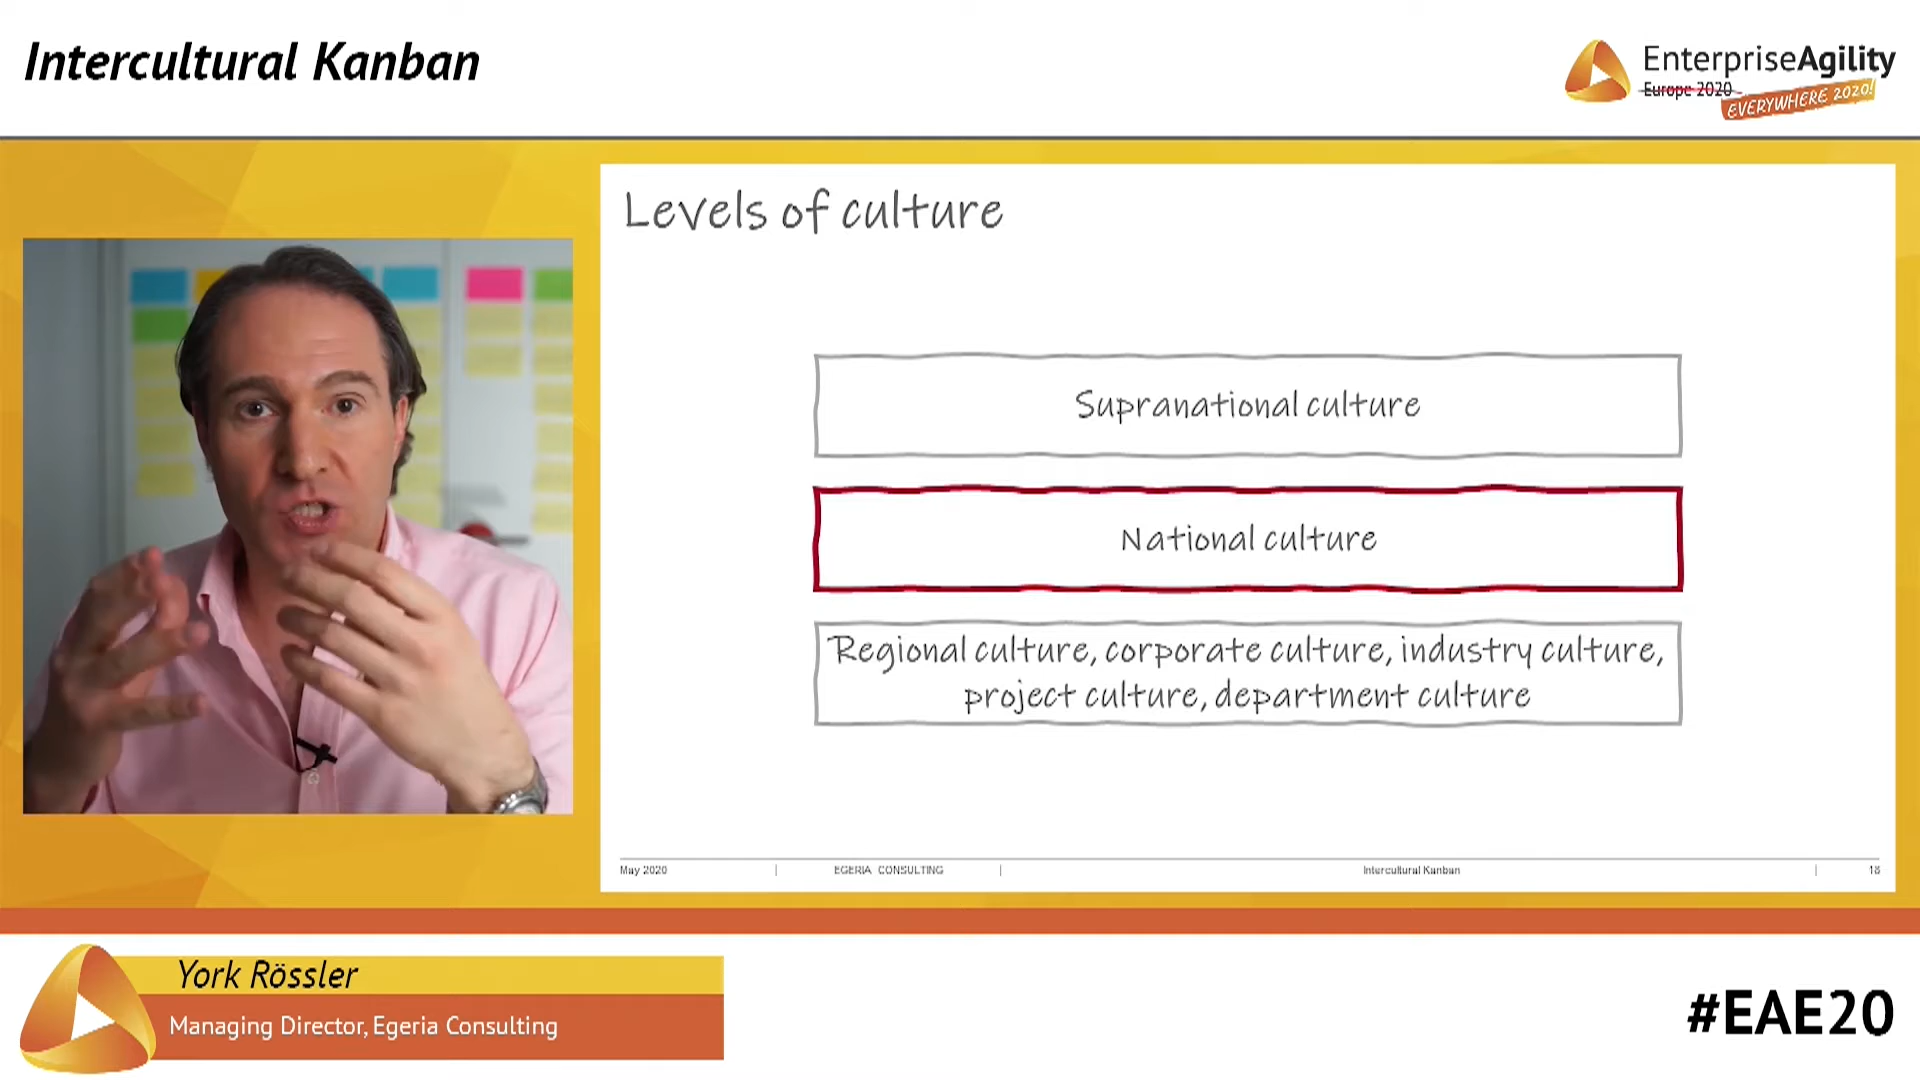 Intercultural Kanban
EnterpriseAgility
Europe 2020
EVERYWHERE 2020!
Levels of culture
Supranational culture
National culture
Regional culture, corporate culture, industry culture,
project culture, department culture
May 2020 | EGERIA CONSULTING | Intercultural Kanban | 18
York Rössler
Managing Director, Egeria Consulting
#EAE20